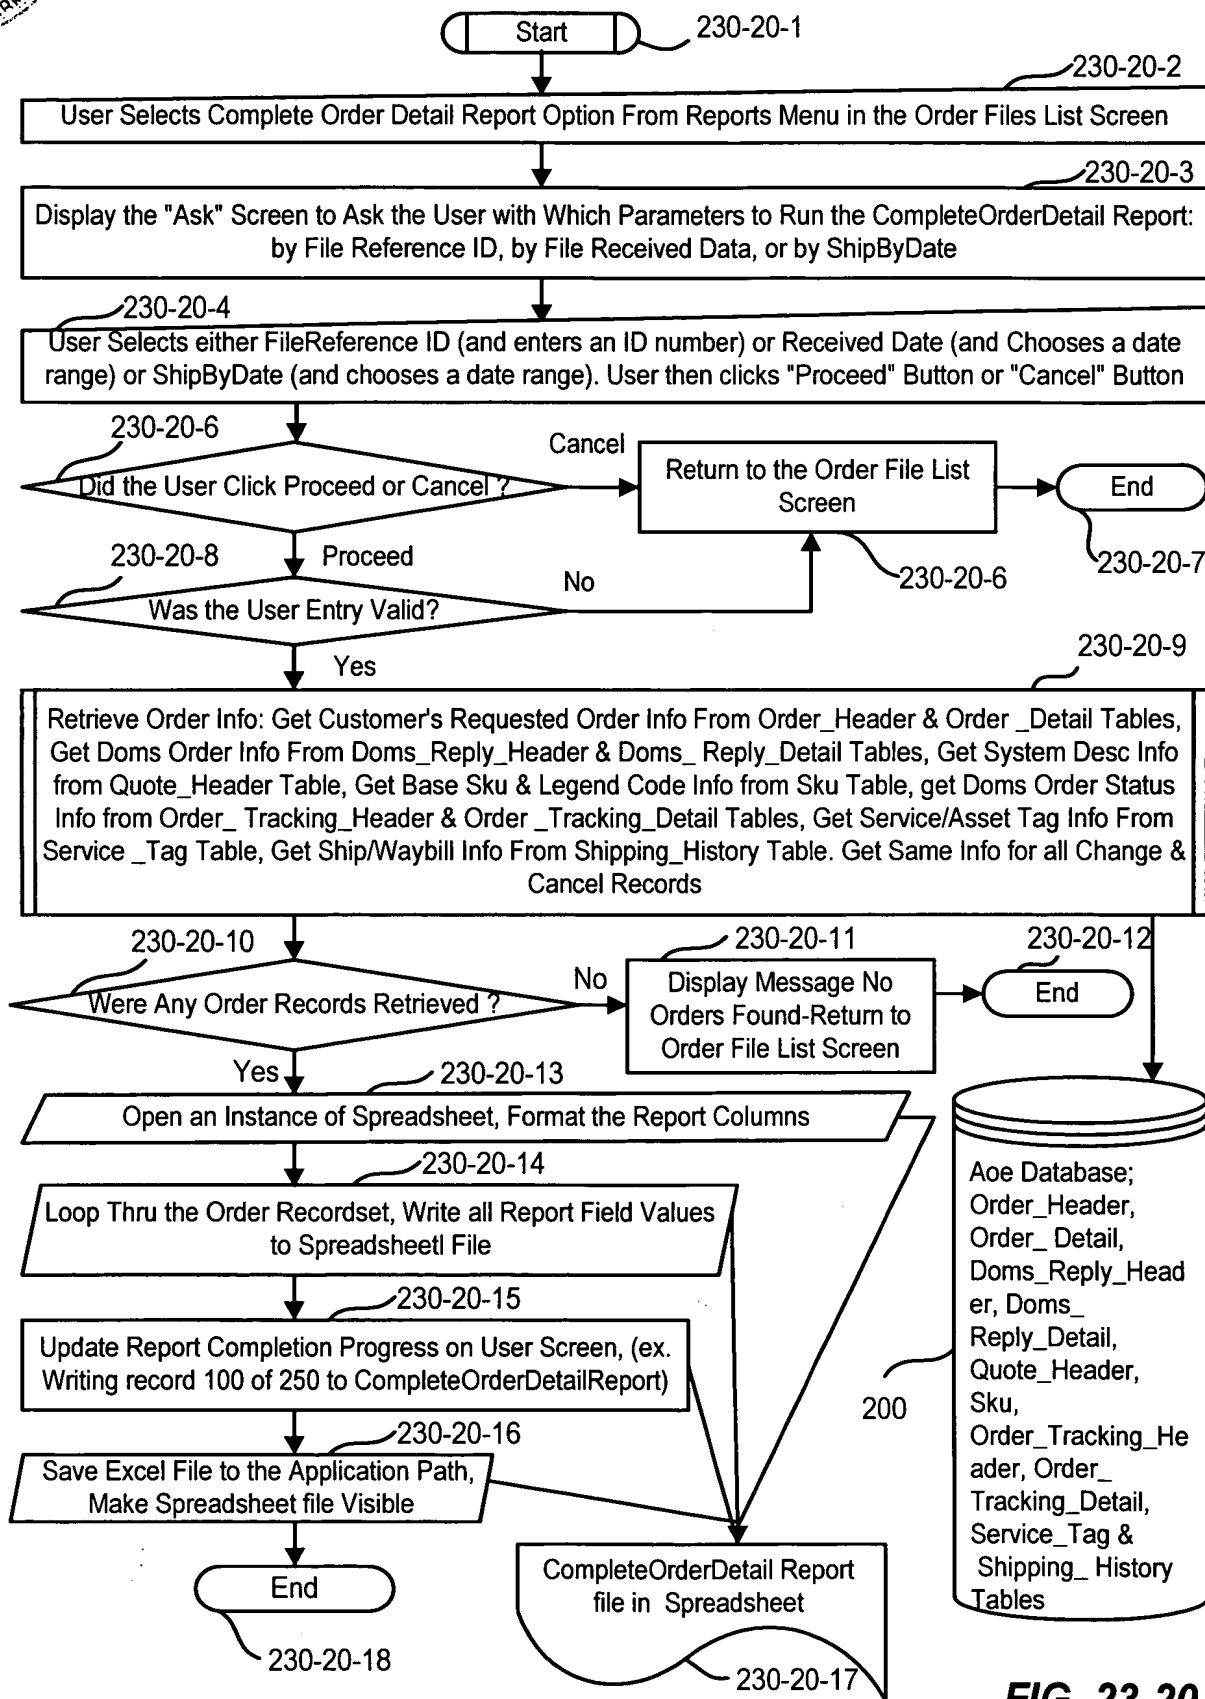 Start
230-20-1
230-20-2
User Selects Complete Order Detail Report Option From Reports Menu in the Order Files List Screen
230-20-3
Display the "Ask" Screen to Ask the User with Which Parameters to Run the CompleteOrderDetail Report:
by File Reference ID, by File Received Data, or by ShipByDate
230-20-4
User Selects either FileReference ID (and enters an ID number) or Received Date (and Chooses a date
range) or ShipByDate (and chooses a date range). User then clicks "Proceed" Button or "Cancel" Button
230-20-6
Did the User Click Proceed or Cancel ?
Cancel
Return to the Order File List
Screen
End
230-20-6
230-20-7
Proceed
230-20-8
Was the User Entry Valid?
No
Yes
230-20-9
Retrieve Order Info: Get Customer's Requested Order Info From Order_Header & Order _Detail Tables,
Get Doms Order Info From Doms_Reply_Header & Doms_ Reply_Detail Tables, Get System Desc Info
from Quote_Header Table, Get Base Sku & Legend Code Info from Sku Table, get Doms Order Status
Info from Order_ Tracking_Header & Order _Tracking_Detail Tables, Get Service/Asset Tag Info From
Service _Tag Table, Get Ship/Waybill Info From Shipping_History Table. Get Same Info for all Change &
Cancel Records
230-20-10
Were Any Order Records Retrieved ?
No
230-20-11
Display Message No
Orders Found-Return to
Order File List Screen
230-20-12
End
Yes
230-20-13
Open an Instance of Spreadsheet, Format the Report Columns
230-20-14
Loop Thru the Order Recordset, Write all Report Field Values
to Spreadsheetl File
230-20-15
Update Report Completion Progress on User Screen, (ex.
Writing record 100 of 250 to CompleteOrderDetailReport)
230-20-16
Save Excel File to the Application Path,
Make Spreadsheet file Visible
End
230-20-18
CompleteOrderDetail Report
file in Spreadsheet
230-20-17
200
Aoe Database;
Order_Header,
Order_ Detail,
Doms_Reply_Head
er, Doms_
Reply_Detail,
Quote_Header,
Sku,
Order_Tracking_He
ader, Order_
Tracking_Detail,
Service_Tag &
Shipping_ History
Tables
FIG. 23-20